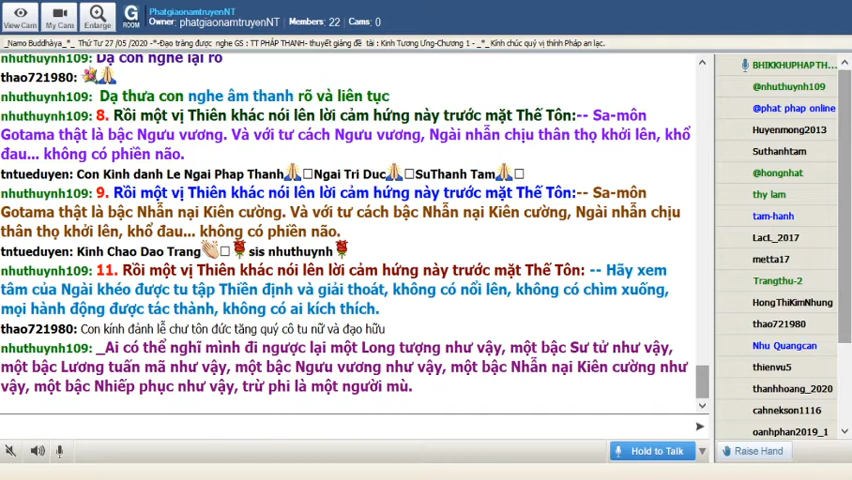 PhatgiaonamtruyenNT
Owner: phatgiaonamtruyenNT Members: 22 Cams: 0
View Cam My Cam Enlarge G ROOM
_Namo Buddhàya_*_ Thứ Tư 27 /05 /2020 -*-Đạo tràng được nghe GS : TT PHÁP THANH- thuyết giảng đề tài : Kinh Tương Ưng-Chương 1 - _*_ Kính chúc quý vị thính Pháp an lạc.
nhuthuynh109: Dạ con nghe lại rõ
thao721980:
nhuthuynh109: Dạ thưa con nghe âm thanh rõ và liên tục
nhuthuynh109: 8. Rồi một vị Thiên khác nói lên lời cảm hứng này trước mặt Thế Tôn:-- Sa-môn
Gotama thật là bậc Ngưu vương. Và với tư cách Ngưu vương, Ngài nhẫn chịu thân thọ khởi lên, khổ
đau... không có phiền não.
tntueduyen: Con Kinh danh Le Ngai Phap Thanh Ngai Tri Duc SuThanh Tam
nhuthuynh109: 9. Rồi một vị Thiên khác nói lên lời cảm hứng này trước mặt Thế Tôn:-- Sa-môn
Gotama thật là bậc Nhẫn nại Kiên cường. Và với tư cách bậc Nhẫn nại Kiên cường, Ngài nhẫn chịu
thân thọ khởi lên, khổ đau... không có phiền não.
tntueduyen: Kinh Chao Dao Trang sis nhuthuynh
nhuthuynh109: 11. Rồi một vị Thiên khác nói lên lời cảm hứng này trước mặt Thế Tôn: -- Hãy xem
tâm của Ngài khéo được tu tập Thiền định và giải thoát, không có nổi lên, không có chìm xuống,
mọi hành động được tác thành, không có ai kích thích.
thao721980: Con kính đảnh lễ chư tôn đức tăng quý cô tu nữ và đạo hữu
nhuthuynh109: _Ai có thể nghĩ mình đi ngược lại một Long tượng như vậy, một bậc Sư tử như vậy,
một bậc Lương tuấn mã như vậy, một bậc Ngưu vương như vậy, một bậc Nhẫn nại Kiên cường như
vậy, một bậc Nhiếp phục như vậy, trừ phi là một người mù.
Hold to Talk
Raise Hand
BHIKKHUPHAPTH...
@nhuthuynh109
@phat phap online
Huyenmong2013
Suthanhtam
@hongnhat
thy lam
tam-hanh
LacL_2017
metta17
Trangthu-2
HongThiKimNhung
thao721980
Nhu Quangcan
thienvu5
thanhhoang_2020
cahnekson1116
oanhphan2019_1